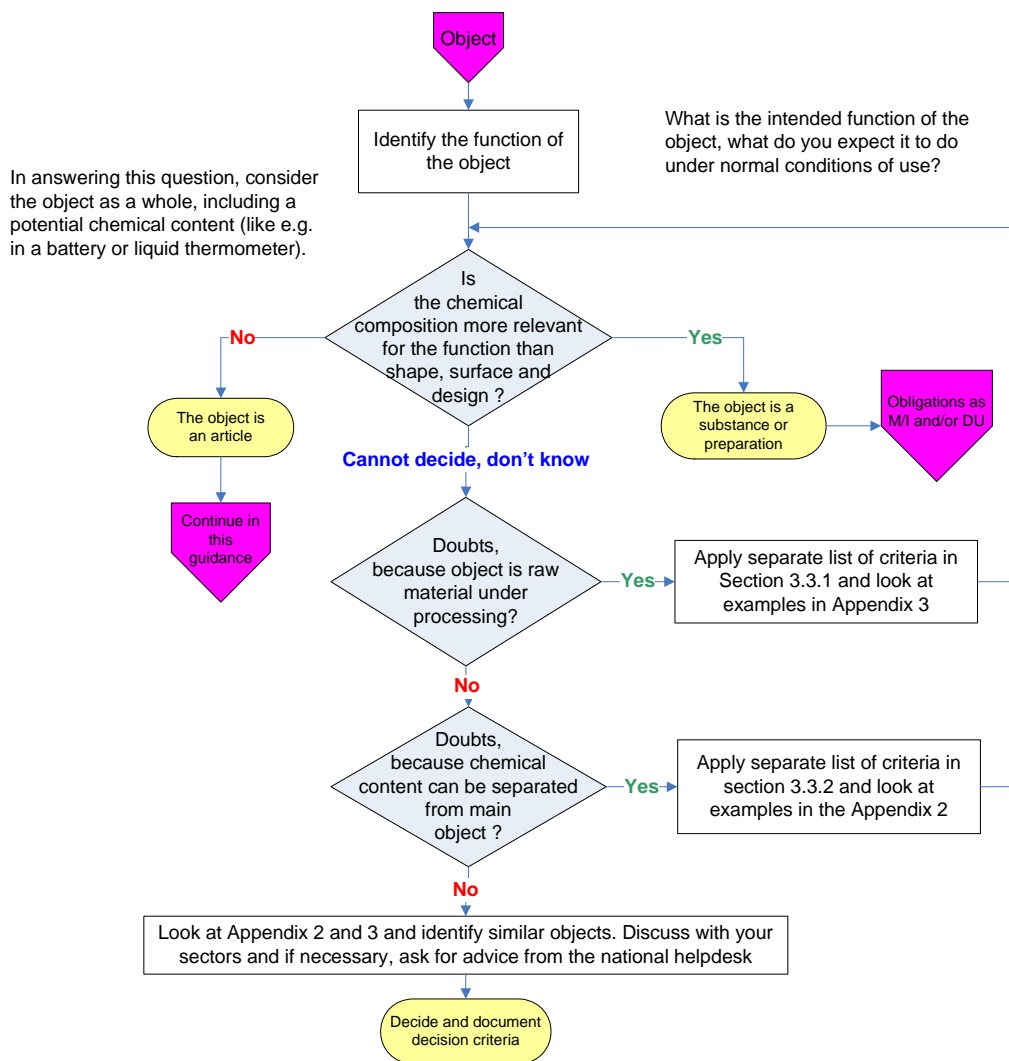 Object
Identify the function of
the object
What is the intended function of the
object, what do you expect it to do
under normal conditions of use?
In answering this question, consider
the object as a whole, including a
potential chemical content (like e.g.
in a battery or liquid thermometer).
Is
the chemical
composition more relevant
for the function than
shape, surface and
design ?
No
Yes
The object is
an article
The object is a
substance or
preparation
Obligations as
M/I and/or DU
Cannot decide, don't know
Continue in
this
guidance
Doubts,
because object is raw
material under
processing?
Yes
Apply separate list of criteria in
Section 3.3.1 and look at
examples in Appendix 3
No
Doubts,
because chemical
content can be separated
from main
object ?
Yes
Apply separate list of criteria in
section 3.3.2 and look at
examples in the Appendix 2
No
Look at Appendix 2 and 3 and identify similar objects. Discuss with your
sectors and if necessary, ask for advice from the national helpdesk
Decide and document
decision criteria